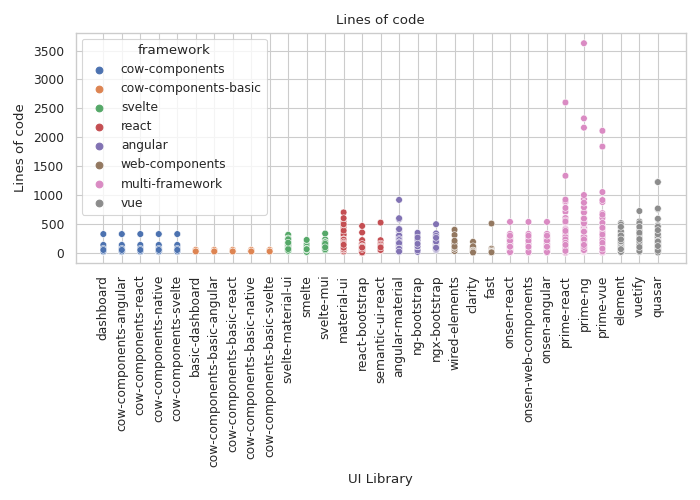 Lines of code
Lines of code
3500
3000
2500
2000
1500
1000
500
0
framework
cow-components
cow-components-basic
svelte
react
angular
web-components
multi-framework
vue
dashboard
cow-components-angular
cow-components-react
cow-components-native
cow-components-svelte
basic-dashboard
cow-components-basic-angular
cow-components-basic-react
cow-components-basic-native
cow-components-basic-svelte
svelte-material-ui
smelte
svelte-mui
material-ui
react-bootstrap
semantic-ui-react
angular-material
ng-bootstrap
ngx-bootstrap
wired-elements
clarity
fast
onsen-react
onsen-web-components
onsen-angular
prime-react
prime-ng
prime-vue
element
vuetify
quasar
UI Library